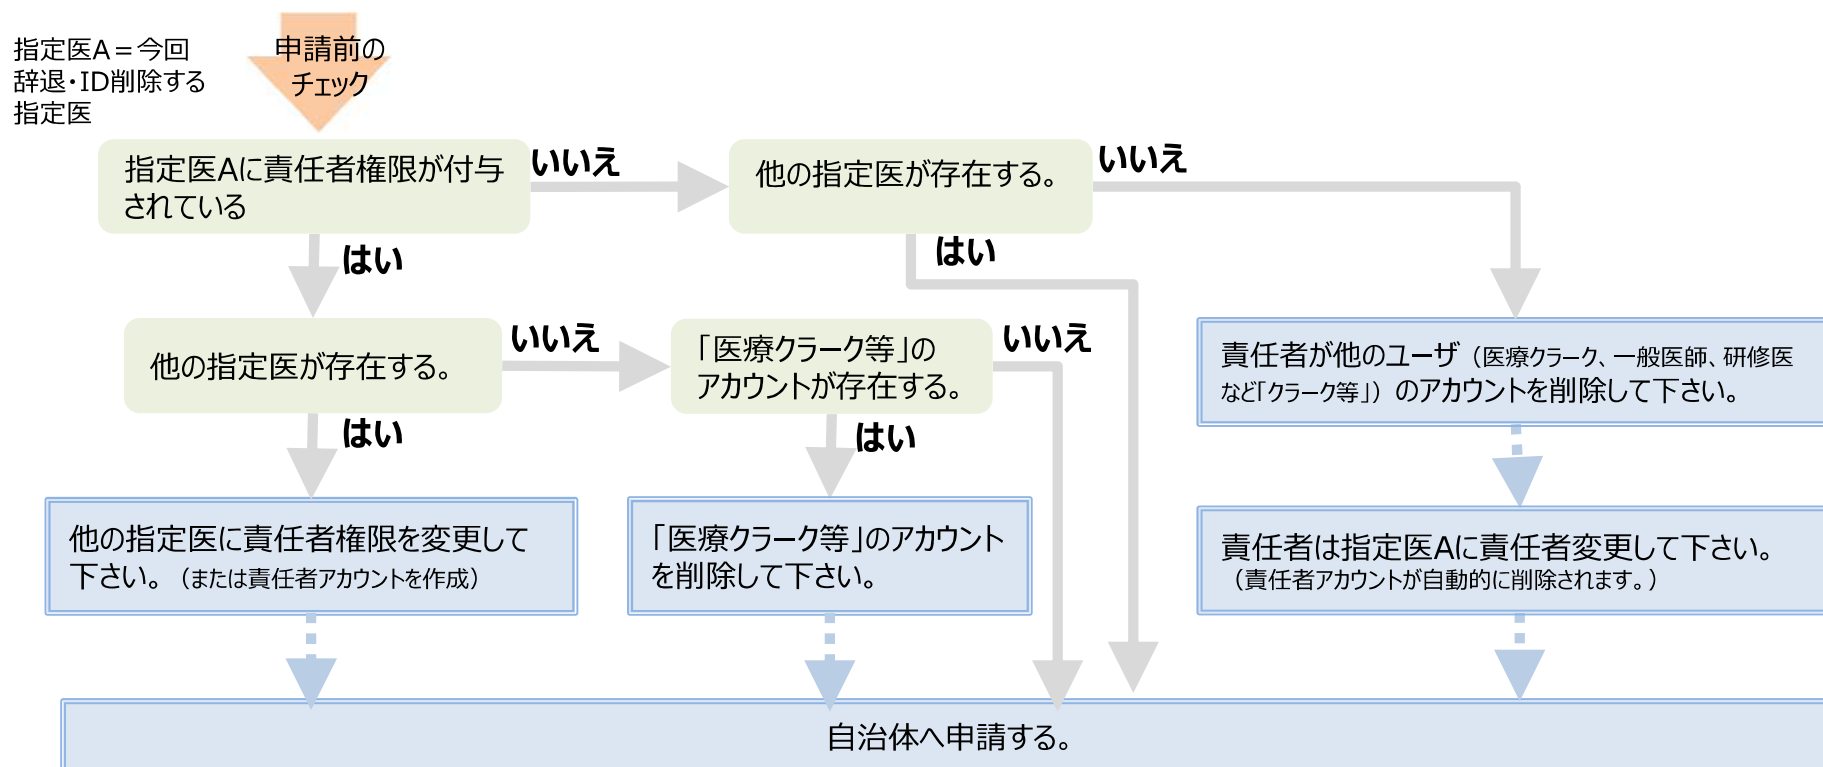 指定医A＝今回
辞退・ID削除する
指定医
申請前の
チェック
指定医Aに責任者権限が付与
されている
いいえ
他の指定医が存在する。
いいえ
はい
はい
他の指定医が存在する。
いいえ
「医療クラーク等」の
アカウントが存在する。
いいえ
責任者が他のユーザ（医療クラーク、一般医師、研修医
など「クラーク等」）のアカウントを削除して下さい。
はい
はい
他の指定医に責任者権限を変更して
下さい。（または責任者アカウントを作成）
「医療クラーク等」のアカウント
を削除して下さい。
責任者は指定医Aに責任者変更して下さい。
（責任者アカウントが自動的に削除されます。）
自治体へ申請する。